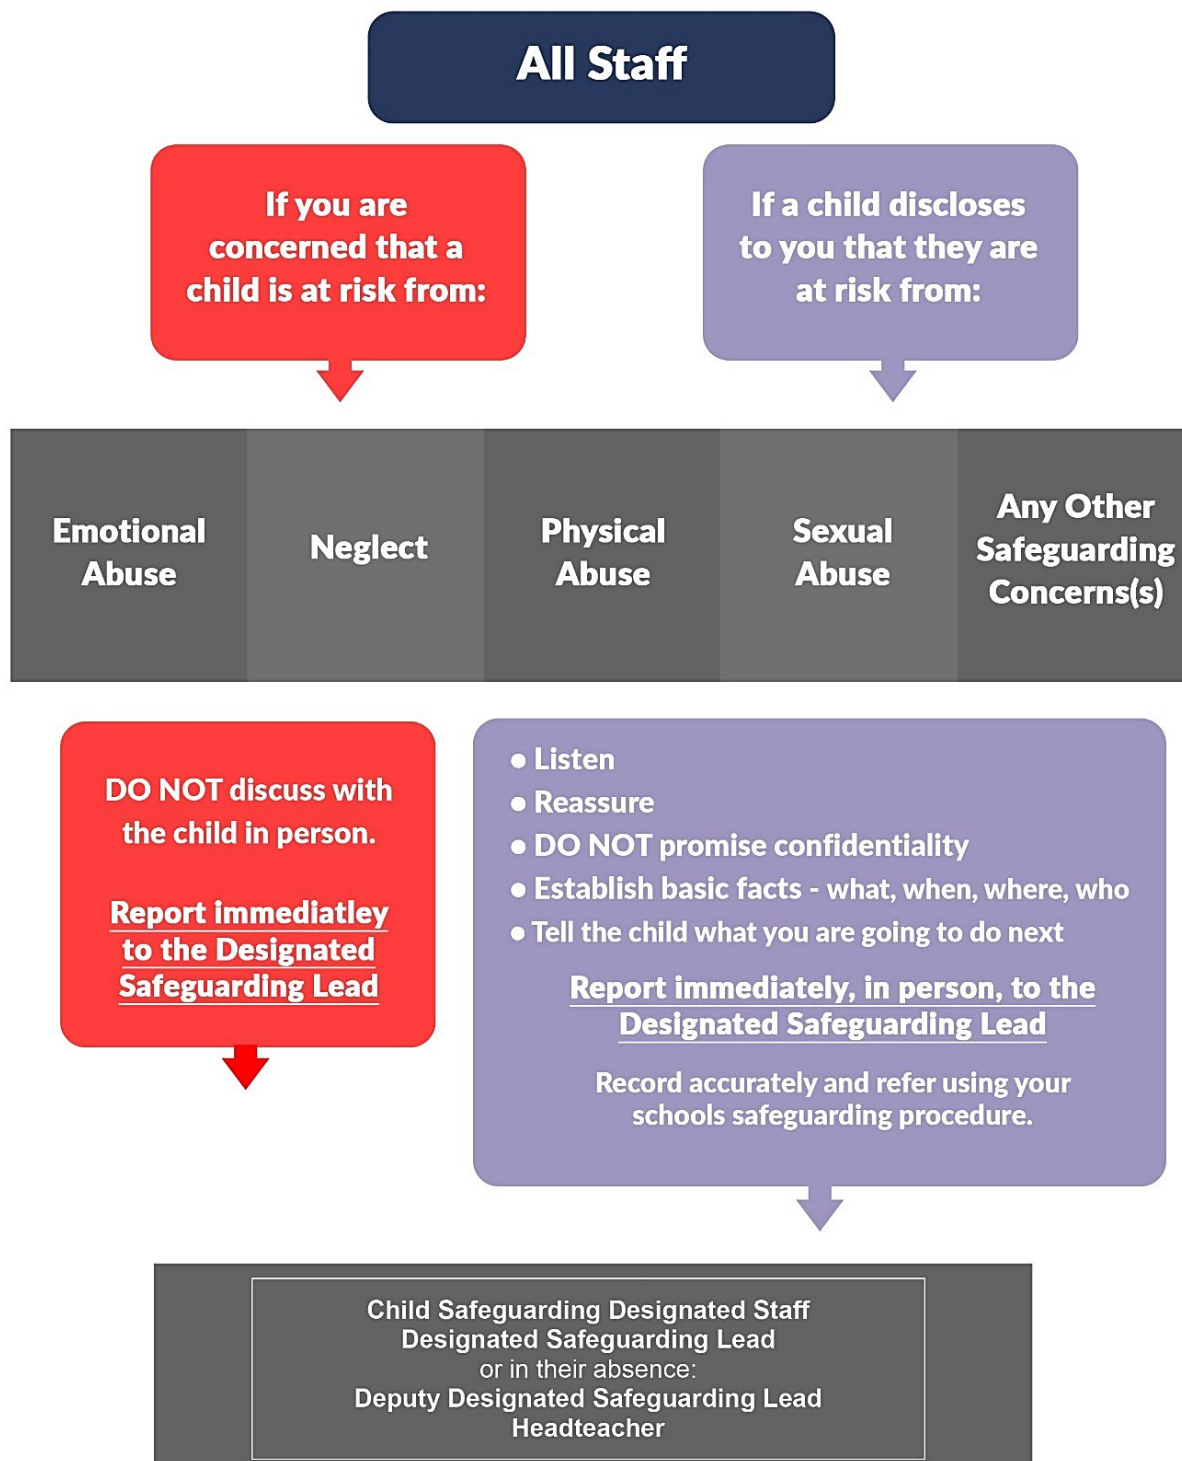 All Staff
If you are
concerned that a
child is at risk from:
If a child discloses
to you that they are
at risk from:
Emotional
Abuse
Neglect
Physical
Abuse
Sexual
Abuse
Any Other
Safeguarding
Concerns(s)
DO NOT discuss with
the child in person.
Report immediatley
to the Designated
Safeguarding Lead
● Listen
● Reassure
● DO NOT promise confidentiality
● Establish basic facts - what, when, where, who
● Tell the child what you are going to do next
Report immediately, in person, to the
Designated Safeguarding Lead
Record accurately and refer using your
schools safeguarding procedure.
Child Safeguarding Designated Staff
Designated Safeguarding Lead
or in their absence:
Deputy Designated Safeguarding Lead
Headteacher